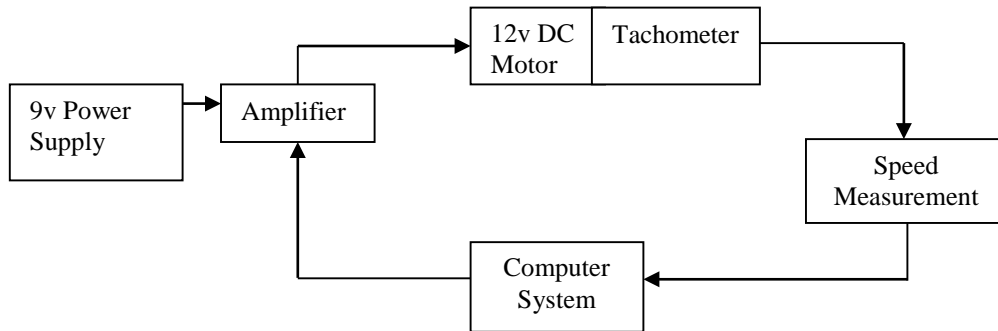 12v DC
Motor
Tachometer
9v Power
Supply
Amplifier
Speed
Measurement
Computer
System